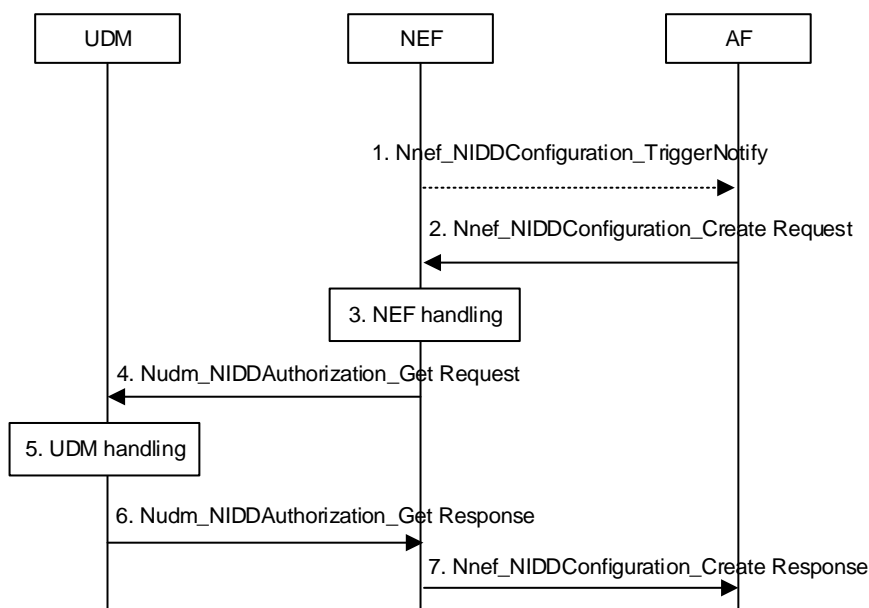 UDM
NEF
AF
1. Nnef_NIDDConfiguration_TriggerNotify
2. Nnef_NIDDConfiguration_Create Request
3. NEF handling
4. Nudm_NIDDAuthorization_Get Request
5. UDM handling
6. Nudm_NIDDAuthorization_Get Response
7. Nnef_NIDDConfiguration_Create Response